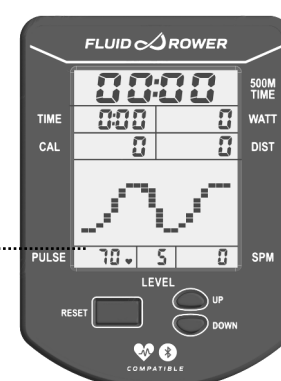 FLUID ROWER
00:00 500M TIME
TIME 0:00 0 WATT
CAL 0 0 DIST
PULSE 70 5 0 SPM
LEVEL
RESET
UP
DOWN
COMPATIBLE